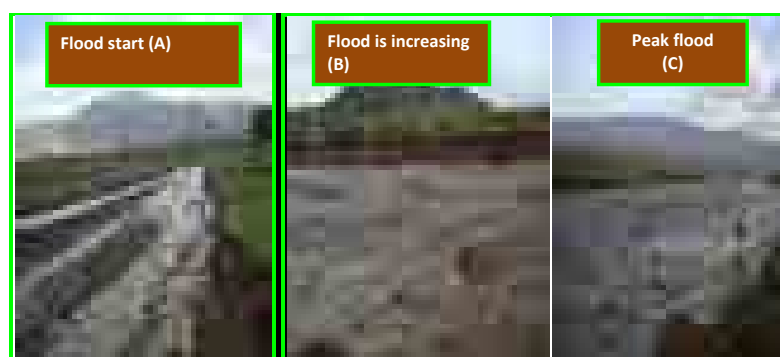 Flood start (A)
Flood is increasing
(B)
Peak flood
(C)